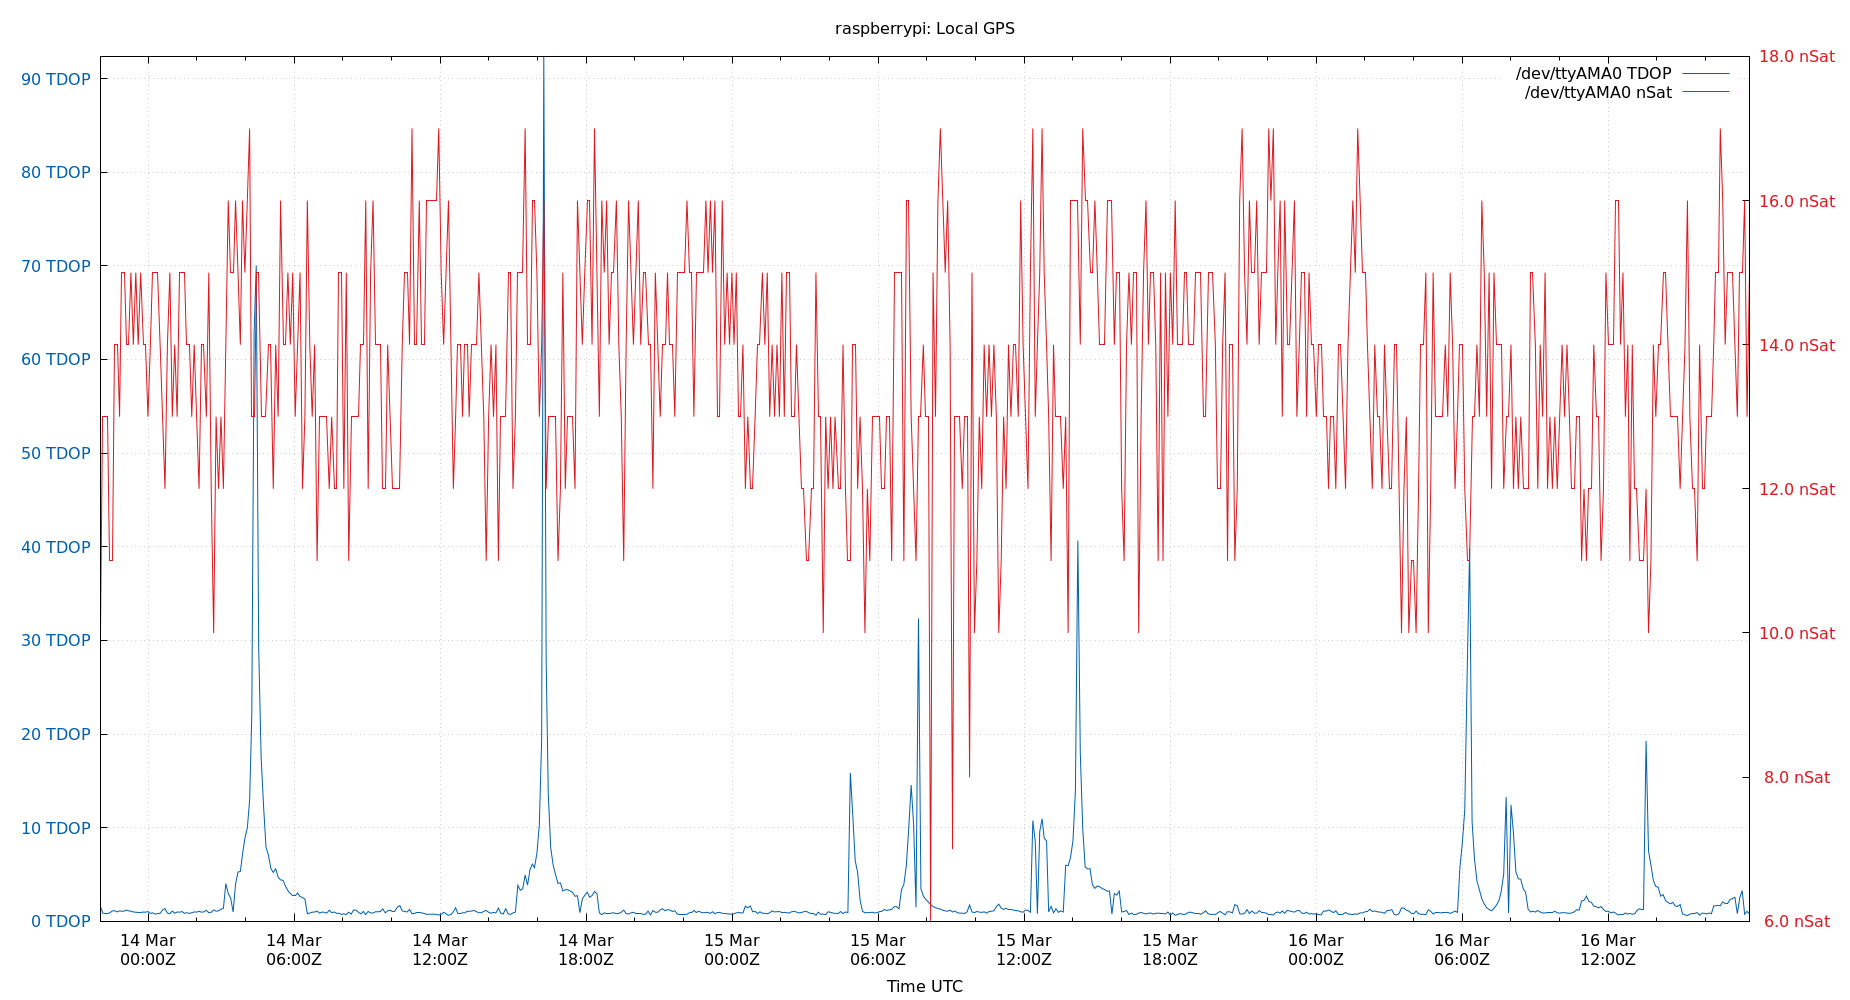 raspberrypi: Local GPS
/dev/ttyAMA0 TDOP
/dev/ttyAMA0 nSat
90 TDOP
80 TDOP
70 TDOP
60 TDOP
50 TDOP
40 TDOP
30 TDOP
20 TDOP
10 TDOP
0 TDOP
18.0 nSat
16.0 nSat
14.0 nSat
12.0 nSat
10.0 nSat
8.0 nSat
6.0 nSat
14 Mar
00:00Z
14 Mar
06:00Z
14 Mar
12:00Z
14 Mar
18:00Z
15 Mar
00:00Z
15 Mar
06:00Z
15 Mar
12:00Z
15 Mar
18:00Z
16 Mar
00:00Z
16 Mar
06:00Z
16 Mar
12:00Z
Time UTC